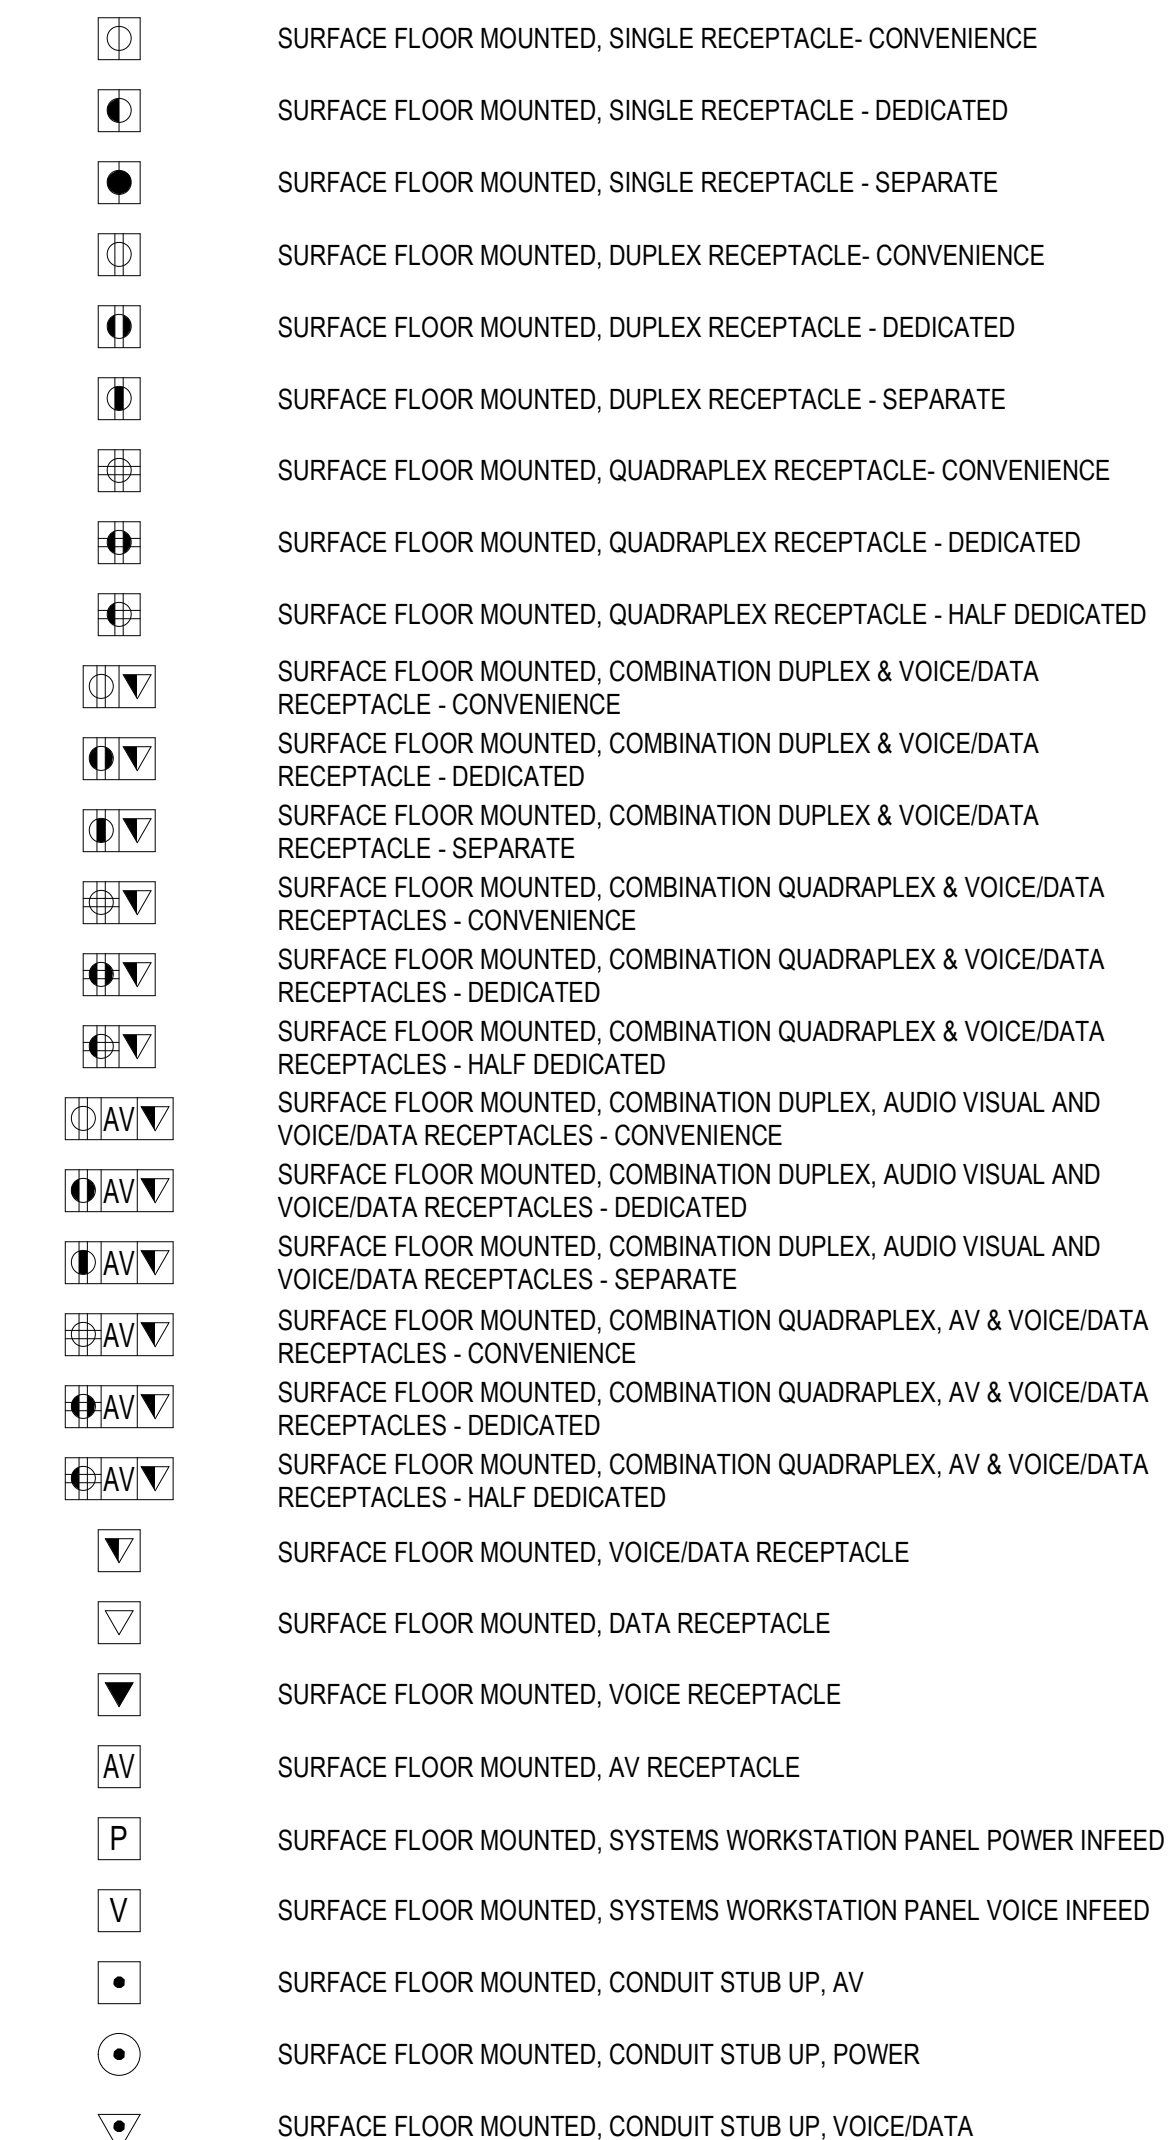 SURFACE FLOOR MOUNTED, SINGLE RECEPTACLE- CONVENIENCE
SURFACE FLOOR MOUNTED, SINGLE RECEPTACLE - DEDICATED
SURFACE FLOOR MOUNTED, SINGLE RECEPTACLE - SEPARATE
SURFACE FLOOR MOUNTED, DUPLEX RECEPTACLE- CONVENIENCE
SURFACE FLOOR MOUNTED, DUPLEX RECEPTACLE - DEDICATED
SURFACE FLOOR MOUNTED, DUPLEX RECEPTACLE - SEPARATE
SURFACE FLOOR MOUNTED, QUADRAPLEX RECEPTACLE- CONVENIENCE
SURFACE FLOOR MOUNTED, QUADRAPLEX RECEPTACLE - DEDICATED
SURFACE FLOOR MOUNTED, QUADRAPLEX RECEPTACLE - HALF DEDICATED
SURFACE FLOOR MOUNTED, COMBINATION DUPLEX & VOICE/DATA
RECEPTACLE - CONVENIENCE
SURFACE FLOOR MOUNTED, COMBINATION DUPLEX & VOICE/DATA
RECEPTACLE - DEDICATED
SURFACE FLOOR MOUNTED, COMBINATION DUPLEX & VOICE/DATA
RECEPTACLE - SEPARATE
SURFACE FLOOR MOUNTED, COMBINATION QUADRAPLEX & VOICE/DATA
RECEPTACLES - CONVENIENCE
SURFACE FLOOR MOUNTED, COMBINATION QUADRAPLEX & VOICE/DATA
RECEPTACLES - DEDICATED
SURFACE FLOOR MOUNTED, COMBINATION QUADRAPLEX & VOICE/DATA
RECEPTACLES - HALF DEDICATED
AV SURFACE FLOOR MOUNTED, COMBINATION DUPLEX, AUDIO VISUAL AND
VOICE/DATA RECEPTACLES - CONVENIENCE
AV SURFACE FLOOR MOUNTED, COMBINATION DUPLEX, AUDIO VISUAL AND
VOICE/DATA RECEPTACLES - DEDICATED
AV SURFACE FLOOR MOUNTED, COMBINATION DUPLEX, AUDIO VISUAL AND
VOICE/DATA RECEPTACLES - SEPARATE
AV SURFACE FLOOR MOUNTED, COMBINATION QUADRAPLEX, AV & VOICE/DATA
RECEPTACLES - CONVENIENCE
AV SURFACE FLOOR MOUNTED, COMBINATION QUADRAPLEX, AV & VOICE/DATA
RECEPTACLES - DEDICATED
AV SURFACE FLOOR MOUNTED, COMBINATION QUADRAPLEX, AV & VOICE/DATA
RECEPTACLES - HALF DEDICATED
SURFACE FLOOR MOUNTED, VOICE/DATA RECEPTACLE
SURFACE FLOOR MOUNTED, DATA RECEPTACLE
SURFACE FLOOR MOUNTED, VOICE RECEPTACLE
AV SURFACE FLOOR MOUNTED, AV RECEPTACLE
P SURFACE FLOOR MOUNTED, SYSTEMS WORKSTATION PANEL POWER INFEED
V SURFACE FLOOR MOUNTED, SYSTEMS WORKSTATION PANEL VOICE INFEED
SURFACE FLOOR MOUNTED, CONDUIT STUB UP, AV
SURFACE FLOOR MOUNTED, CONDUIT STUB UP, POWER
SURFACE FLOOR MOUNTED, CONDUIT STUB UP, VOICE/DATA